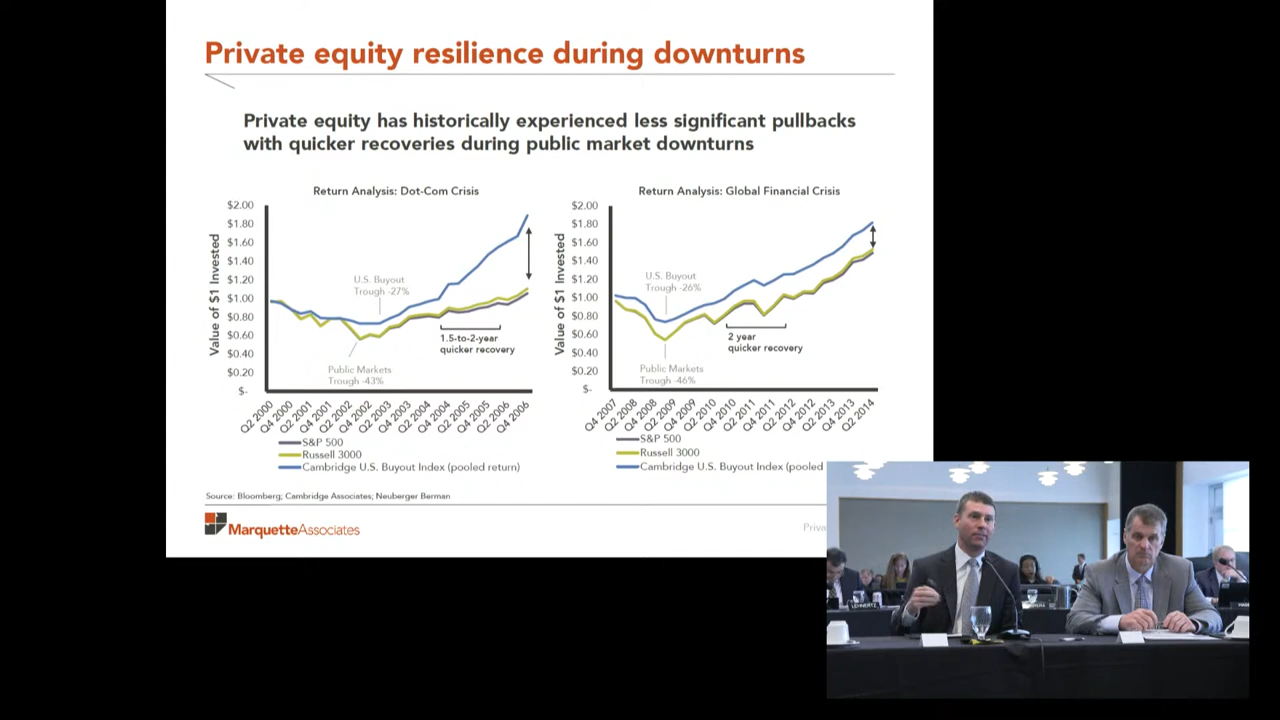 Private equity resilience during downturns
Private equity has historically experienced less significant pullbacks
with quicker recoveries during public market downturns
Return Analysis: Dot-Com Crisis
Value of $1 Invested
$2.00
$1.80
$1.60
$1.40
$1.20
$1.00
$0.80
$0.60
$0.40
$0.20
$-
U.S. Buyout
Trough -27%
Public Markets
Trough -43%
1.5-to-2-year
quicker recovery
Q2 2000
Q4 2000
Q2 2001
Q4 2001
Q2 2002
Q4 2002
Q2 2003
Q4 2003
Q2 2004
Q4 2004
Q2 2005
Q4 2005
Q2 2006
Q4 2006
S&P 500
Russell 3000
Cambridge U.S. Buyout Index (pooled return)
Return Analysis: Global Financial Crisis
Value of $1 Invested
$2.00
$1.80
$1.60
$1.40
$1.20
$1.00
$0.80
$0.60
$0.40
$0.20
$-
U.S. Buyout
Trough -26%
Public Markets
Trough -46%
2 year
quicker recovery
Q4 2007
Q2 2008
Q4 2008
Q2 2009
Q4 2009
Q2 2010
Q4 2010
Q2 2011
Q4 2011
Q2 2012
Q4 2012
Q2 2013
Q4 2013
Q2 2014
S&P 500
Russell 3000
Cambridge U.S. Buyout Index (pooled
Source: Bloomberg; Cambridge Associates; Neuberger Berman
MarquetteAssociates